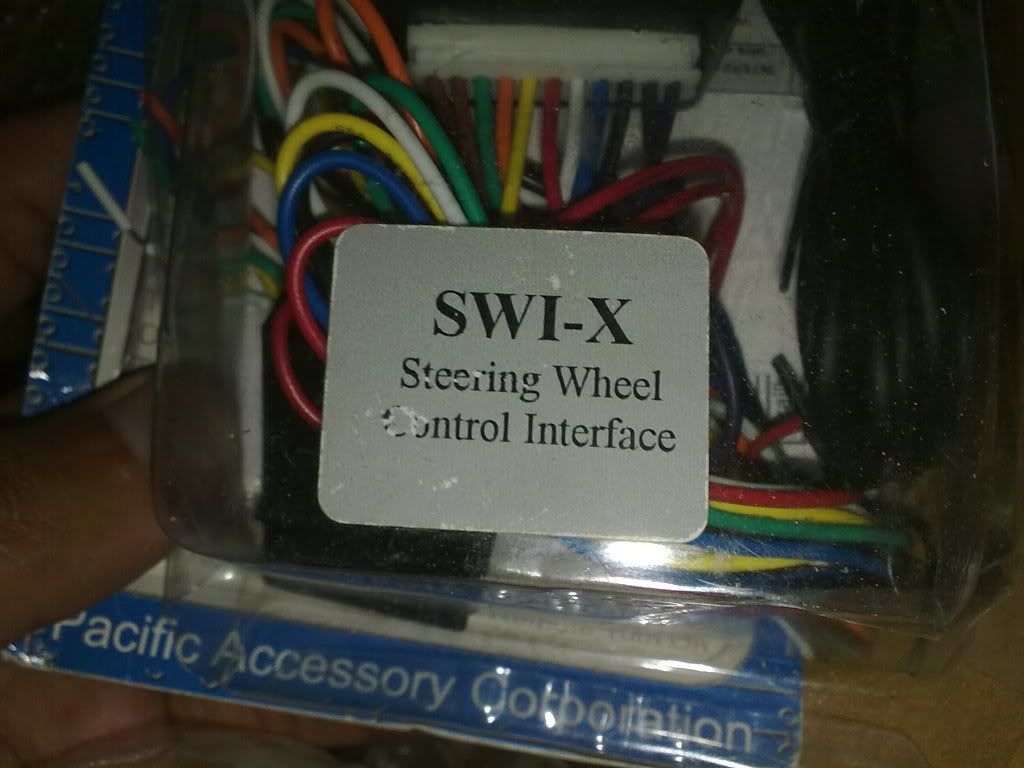 SWI-X
Steering Wheel
Control Interface
Pacific Accessory Corporation